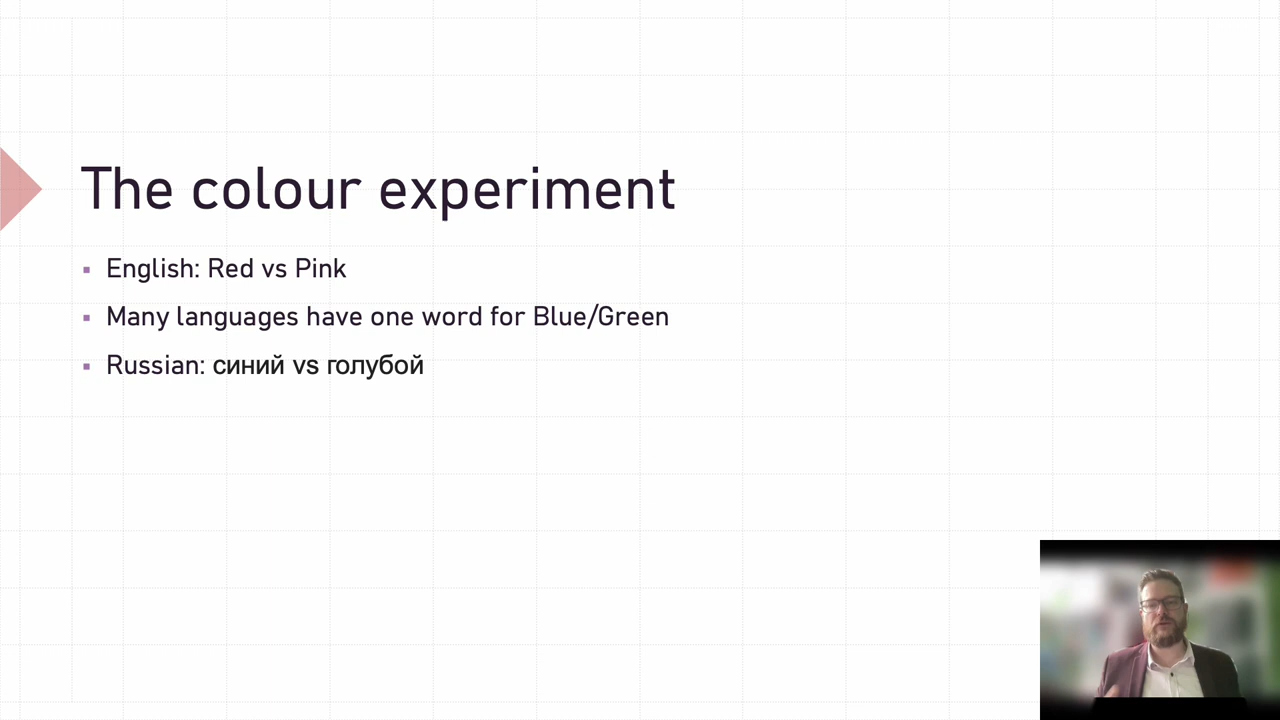 The colour experiment
English: Red vs Pink
Many languages have one word for Blue/Green
Russian: синий vs голубой